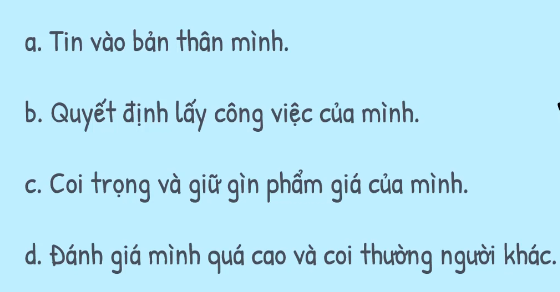 a. Tin vào bản thân mình.
b. Quyết định lấy công việc của mình.
c. Coi trọng và giữ gìn phẩm giá của mình.
d. Đánh giá mình quá cao và coi thường người khác.